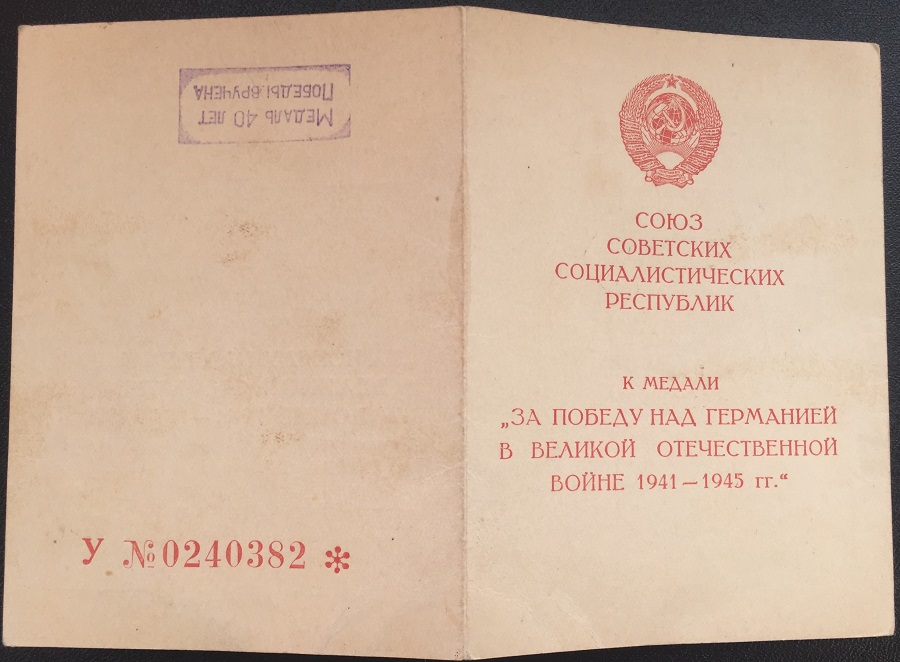 МЕДАЛЬ 40 ЛЕТ
ПОБЕДЫ ВРУЧЕНА
У №0240382 *
СОЮЗ
СОВЕТСКИХ
СОЦИАЛИСТИЧЕСКИХ
РЕСПУБЛИК
К МЕДАЛИ
„ЗА ПОБЕДУ НАД ГЕРМАНИЕЙ
В ВЕЛИКОЙ ОТЕЧЕСТВЕННОЙ
ВОЙНЕ 1941—1945 гг.“